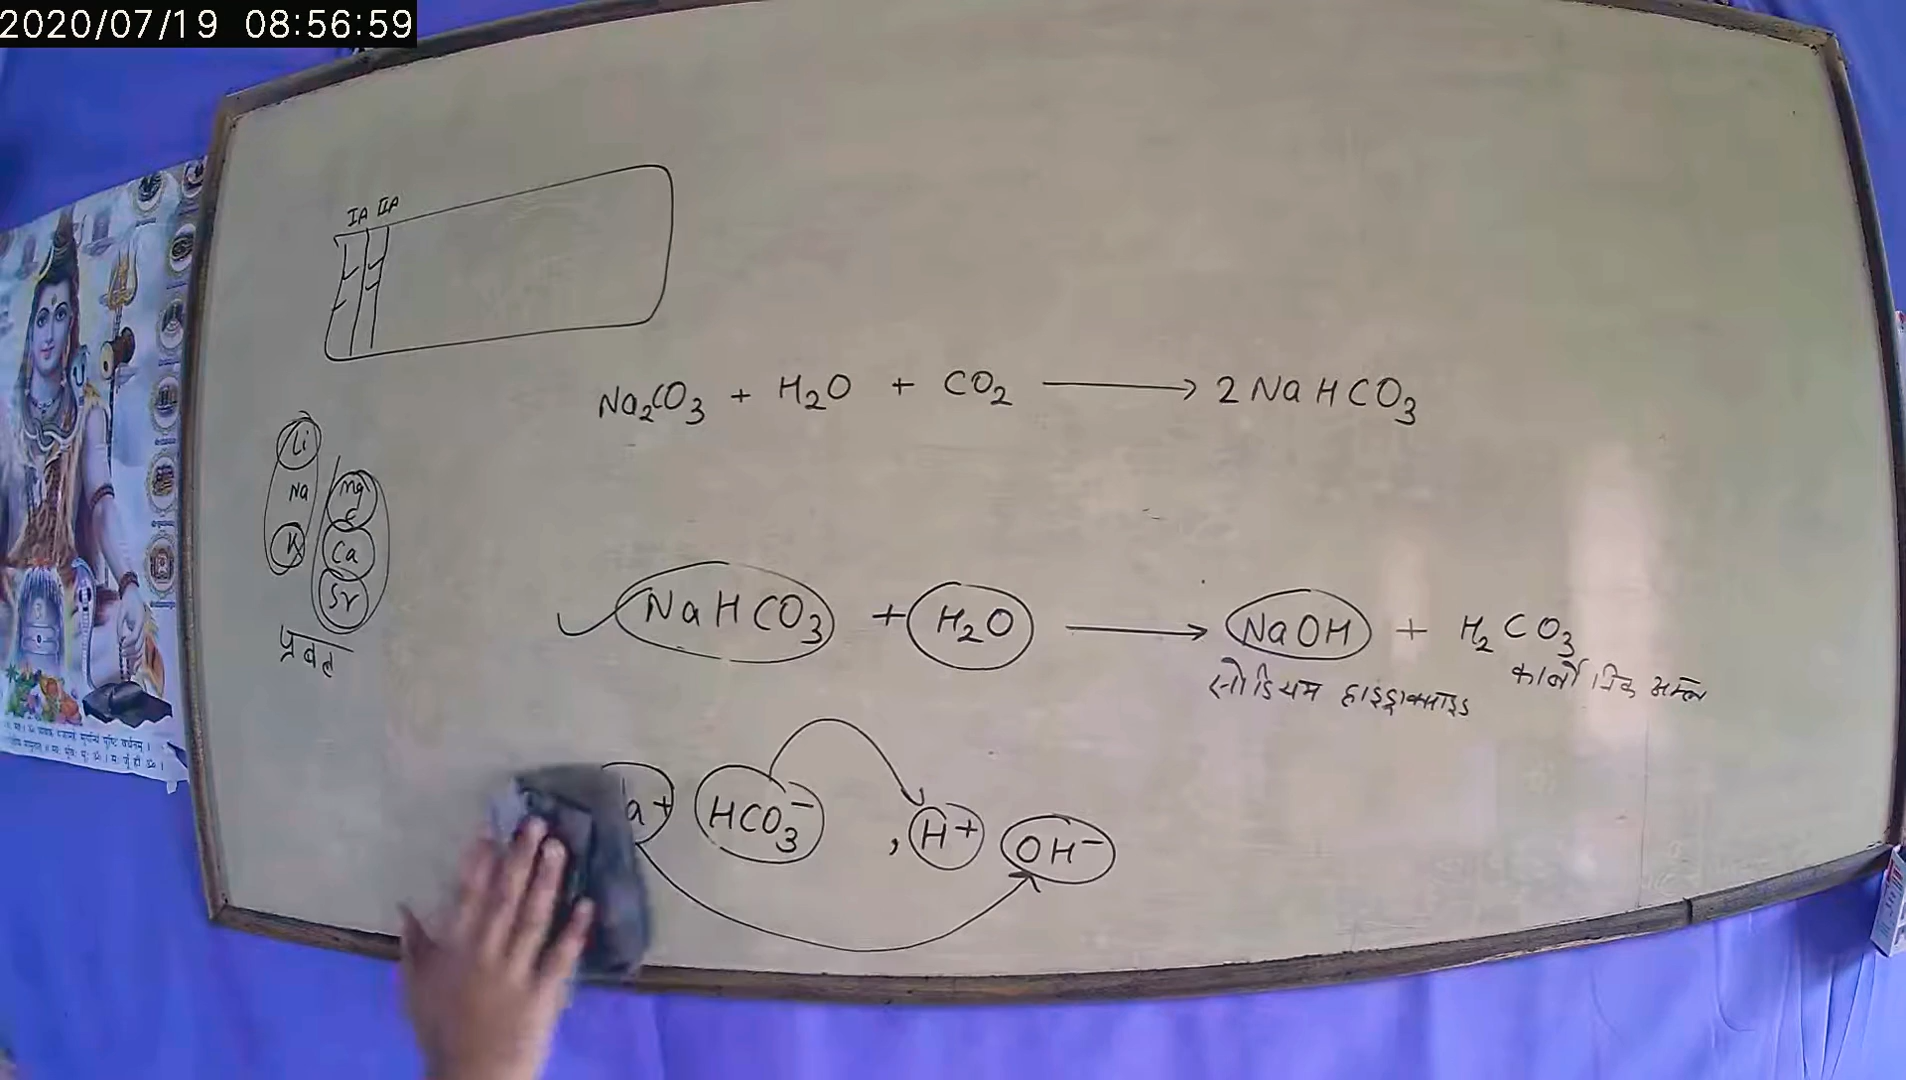 2020/07/19 08:56:59
IA IIA
Na₂CO₃ + H₂O + CO₂ ⟶ 2NaHCO₃
Li
Na
K
Mg
Ca
Sr
प्रबल
NaHCO₃ + H₂O ⟶ NaOH + H₂CO₃
सोडियम हाइड्राक्साइड कार्बोनिक अम्ल
a+ HCO₃⁻ , H+ OH⁻